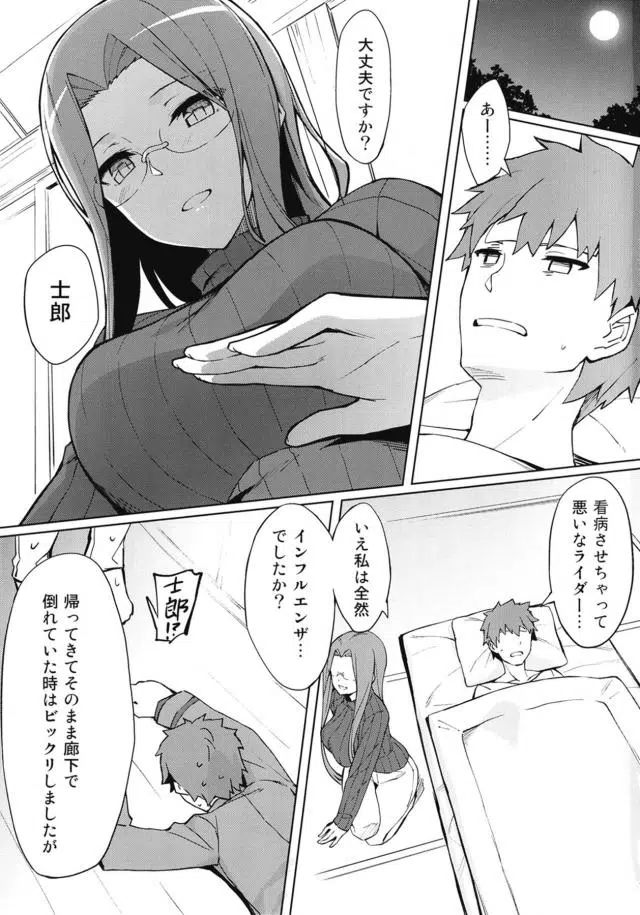 あー……
大丈夫
ですか？
士郎
看病させちゃって
悪いなライダー…
いえ私は全然
インフルエンザ…
でしたか？
士郎!?
帰ってきてそのまま廊下で
倒れていた時はビックリしましたが